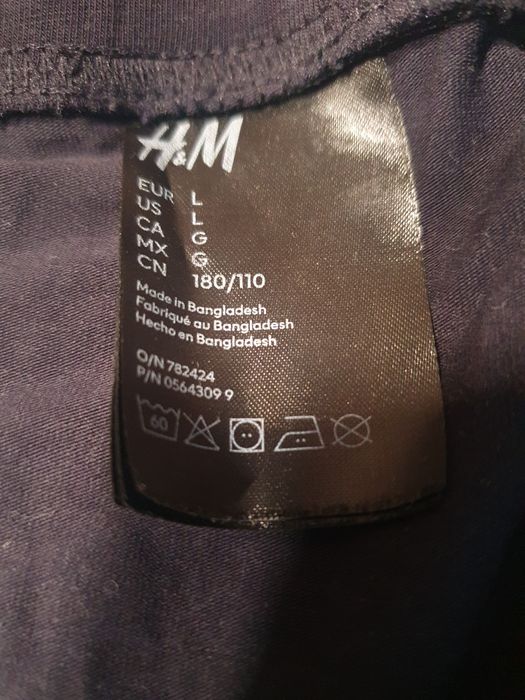 H&M
EUR L
US L
CA G
MX G
CN 180/110
Made in Bangladesh
Fabriqué au Bangladesh
Hecho en Bangladesh
O/N 782424
P/N 0564309 9
60